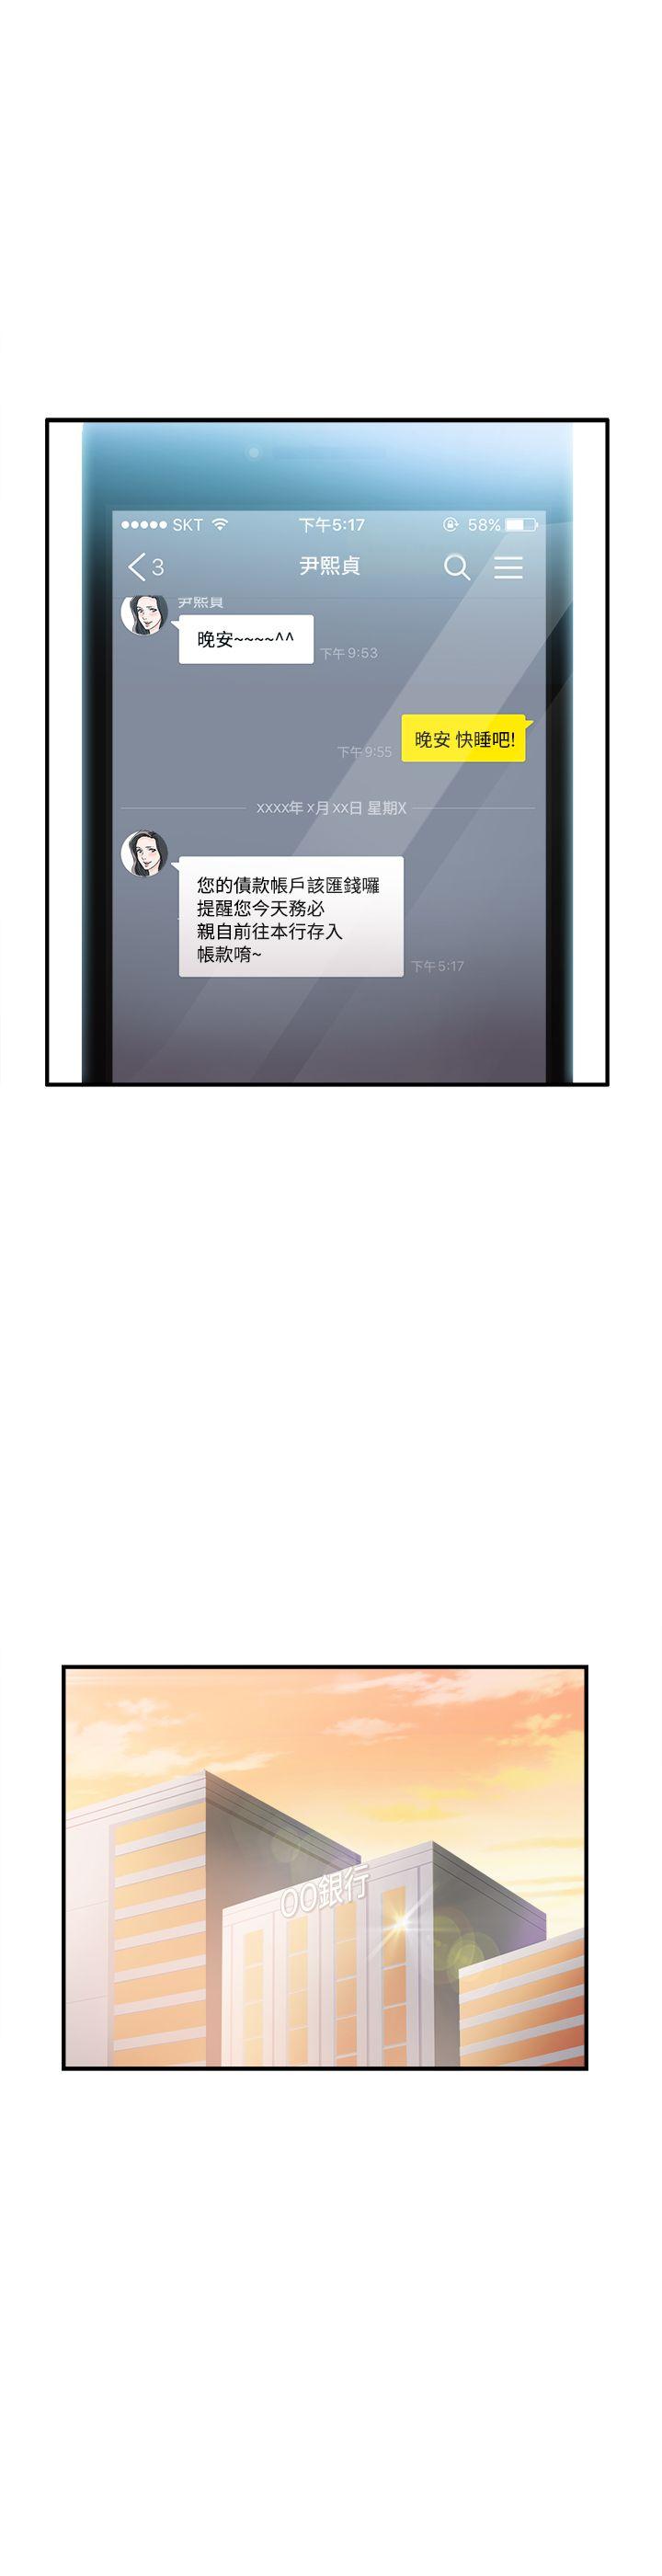 SKT 下午5:17 58%
3 尹熙貞
尹熙貞
晚安~~~~^^
下午9:53
晚安 快睡吧!
下午9:55
xxxx年 x月 xx日 星期X
您的債款帳戶該匯錢囉
提醒您今天務必
親自前往本行存入
帳款唷~
下午5:17
OO銀行